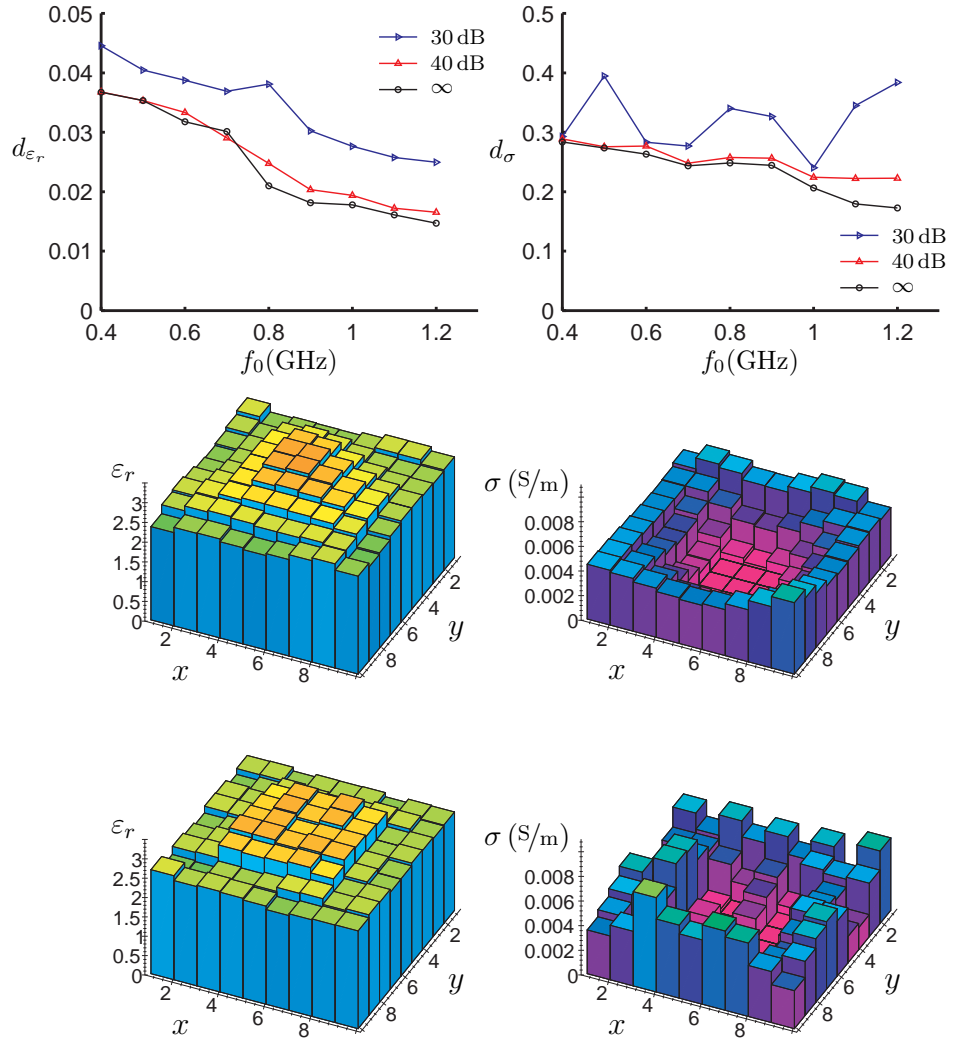 0.05
0.04
0.03
0.02
0.01
0
d_{ε_r}
30 dB
40 dB
∞
0.4 0.6 0.8 1 1.2
f_0(GHz)
0.5
0.4
0.3
0.2
0.1
0
d_σ
30 dB
40 dB
∞
0.4 0.6 0.8 1 1.2
f_0(GHz)
ε_r
3
2.5
2
1.5
1
0.5
0
2 4 6 8
x
2
4
6
8
y
σ (S/m)
0.008
0.006
0.004
0.002
0
2 4 6 8
x
2
4
6
8
y
ε_r
3
2.5
2
1.5
1
0.5
0
2 4 6 8
x
2
4
6
8
y
σ (S/m)
0.008
0.006
0.004
0.002
0
2 4 6 8
x
2
4
6
8
y